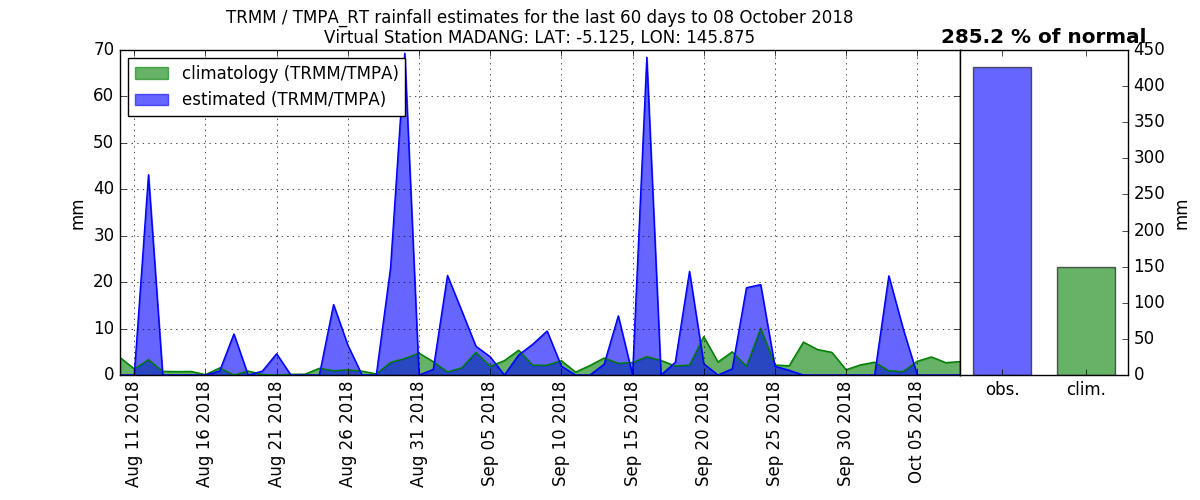 TRMM / TMPA_RT rainfall estimates for the last 60 days to 08 October 2018
Virtual Station MADANG: LAT: -5.125, LON: 145.875
285.2 % of normal
climatology (TRMM/TMPA)
estimated (TRMM/TMPA)
70
60
50
40
30
20
10
0
mm
450
400
350
300
250
200
150
100
50
0
mm
Aug 11 2018
Aug 16 2018
Aug 21 2018
Aug 26 2018
Aug 31 2018
Sep 05 2018
Sep 10 2018
Sep 15 2018
Sep 20 2018
Sep 25 2018
Sep 30 2018
Oct 05 2018
obs.
clim.